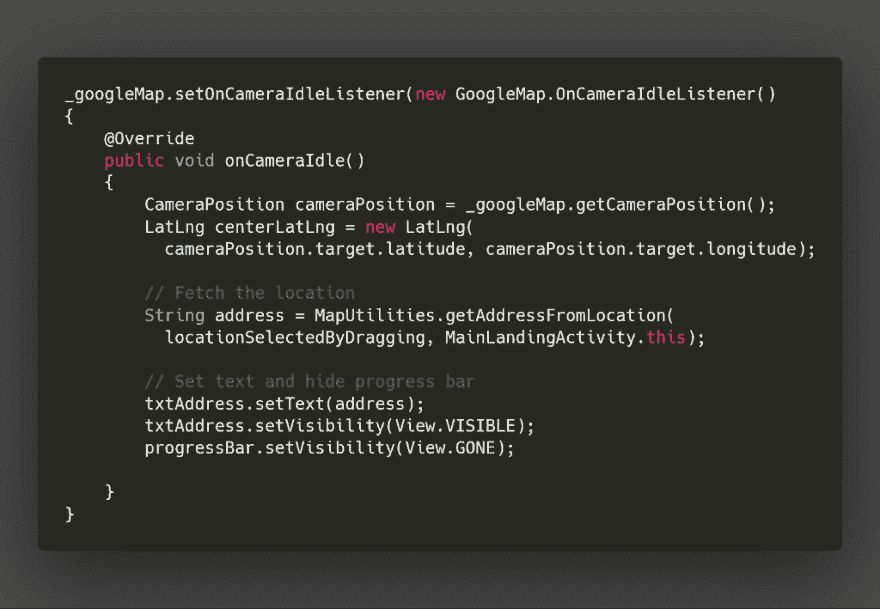 _googleMap.setOnCameraIdleListener(new GoogleMap.OnCameraIdleListener()
{
    @Override
    public void onCameraIdle()
    {
        CameraPosition cameraPosition = _googleMap.getCameraPosition();
        LatLng centerLatLng = new LatLng(
          cameraPosition.target.latitude, cameraPosition.target.longitude);

        // Fetch the location
        String address = MapUtilities.getAddressFromLocation(
          locationSelectedByDragging, MainLandingActivity.this);

        // Set text and hide progress bar
        txtAddress.setText(address);
        txtAddress.setVisibility(View.VISIBLE);
        progressBar.setVisibility(View.GONE);

    }
}